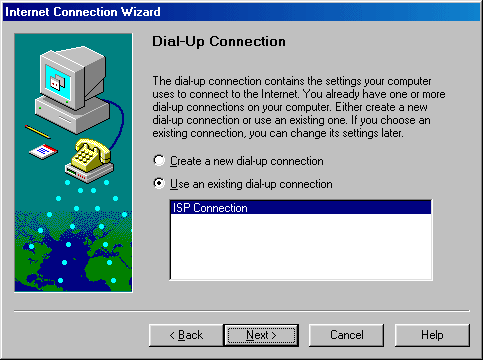 Internet Connection Wizard
Dial-Up Connection
The dial-up connection contains the settings your computer
uses to connect to the Internet. You already have one or more
dial-up connections on your computer. Either create a new
dial-up connection or use an existing one. If you choose an
existing connection, you can change its settings later.
Create a new dial-up connection
Use an existing dial-up connection
ISP Connection
< Back Next > Cancel Help